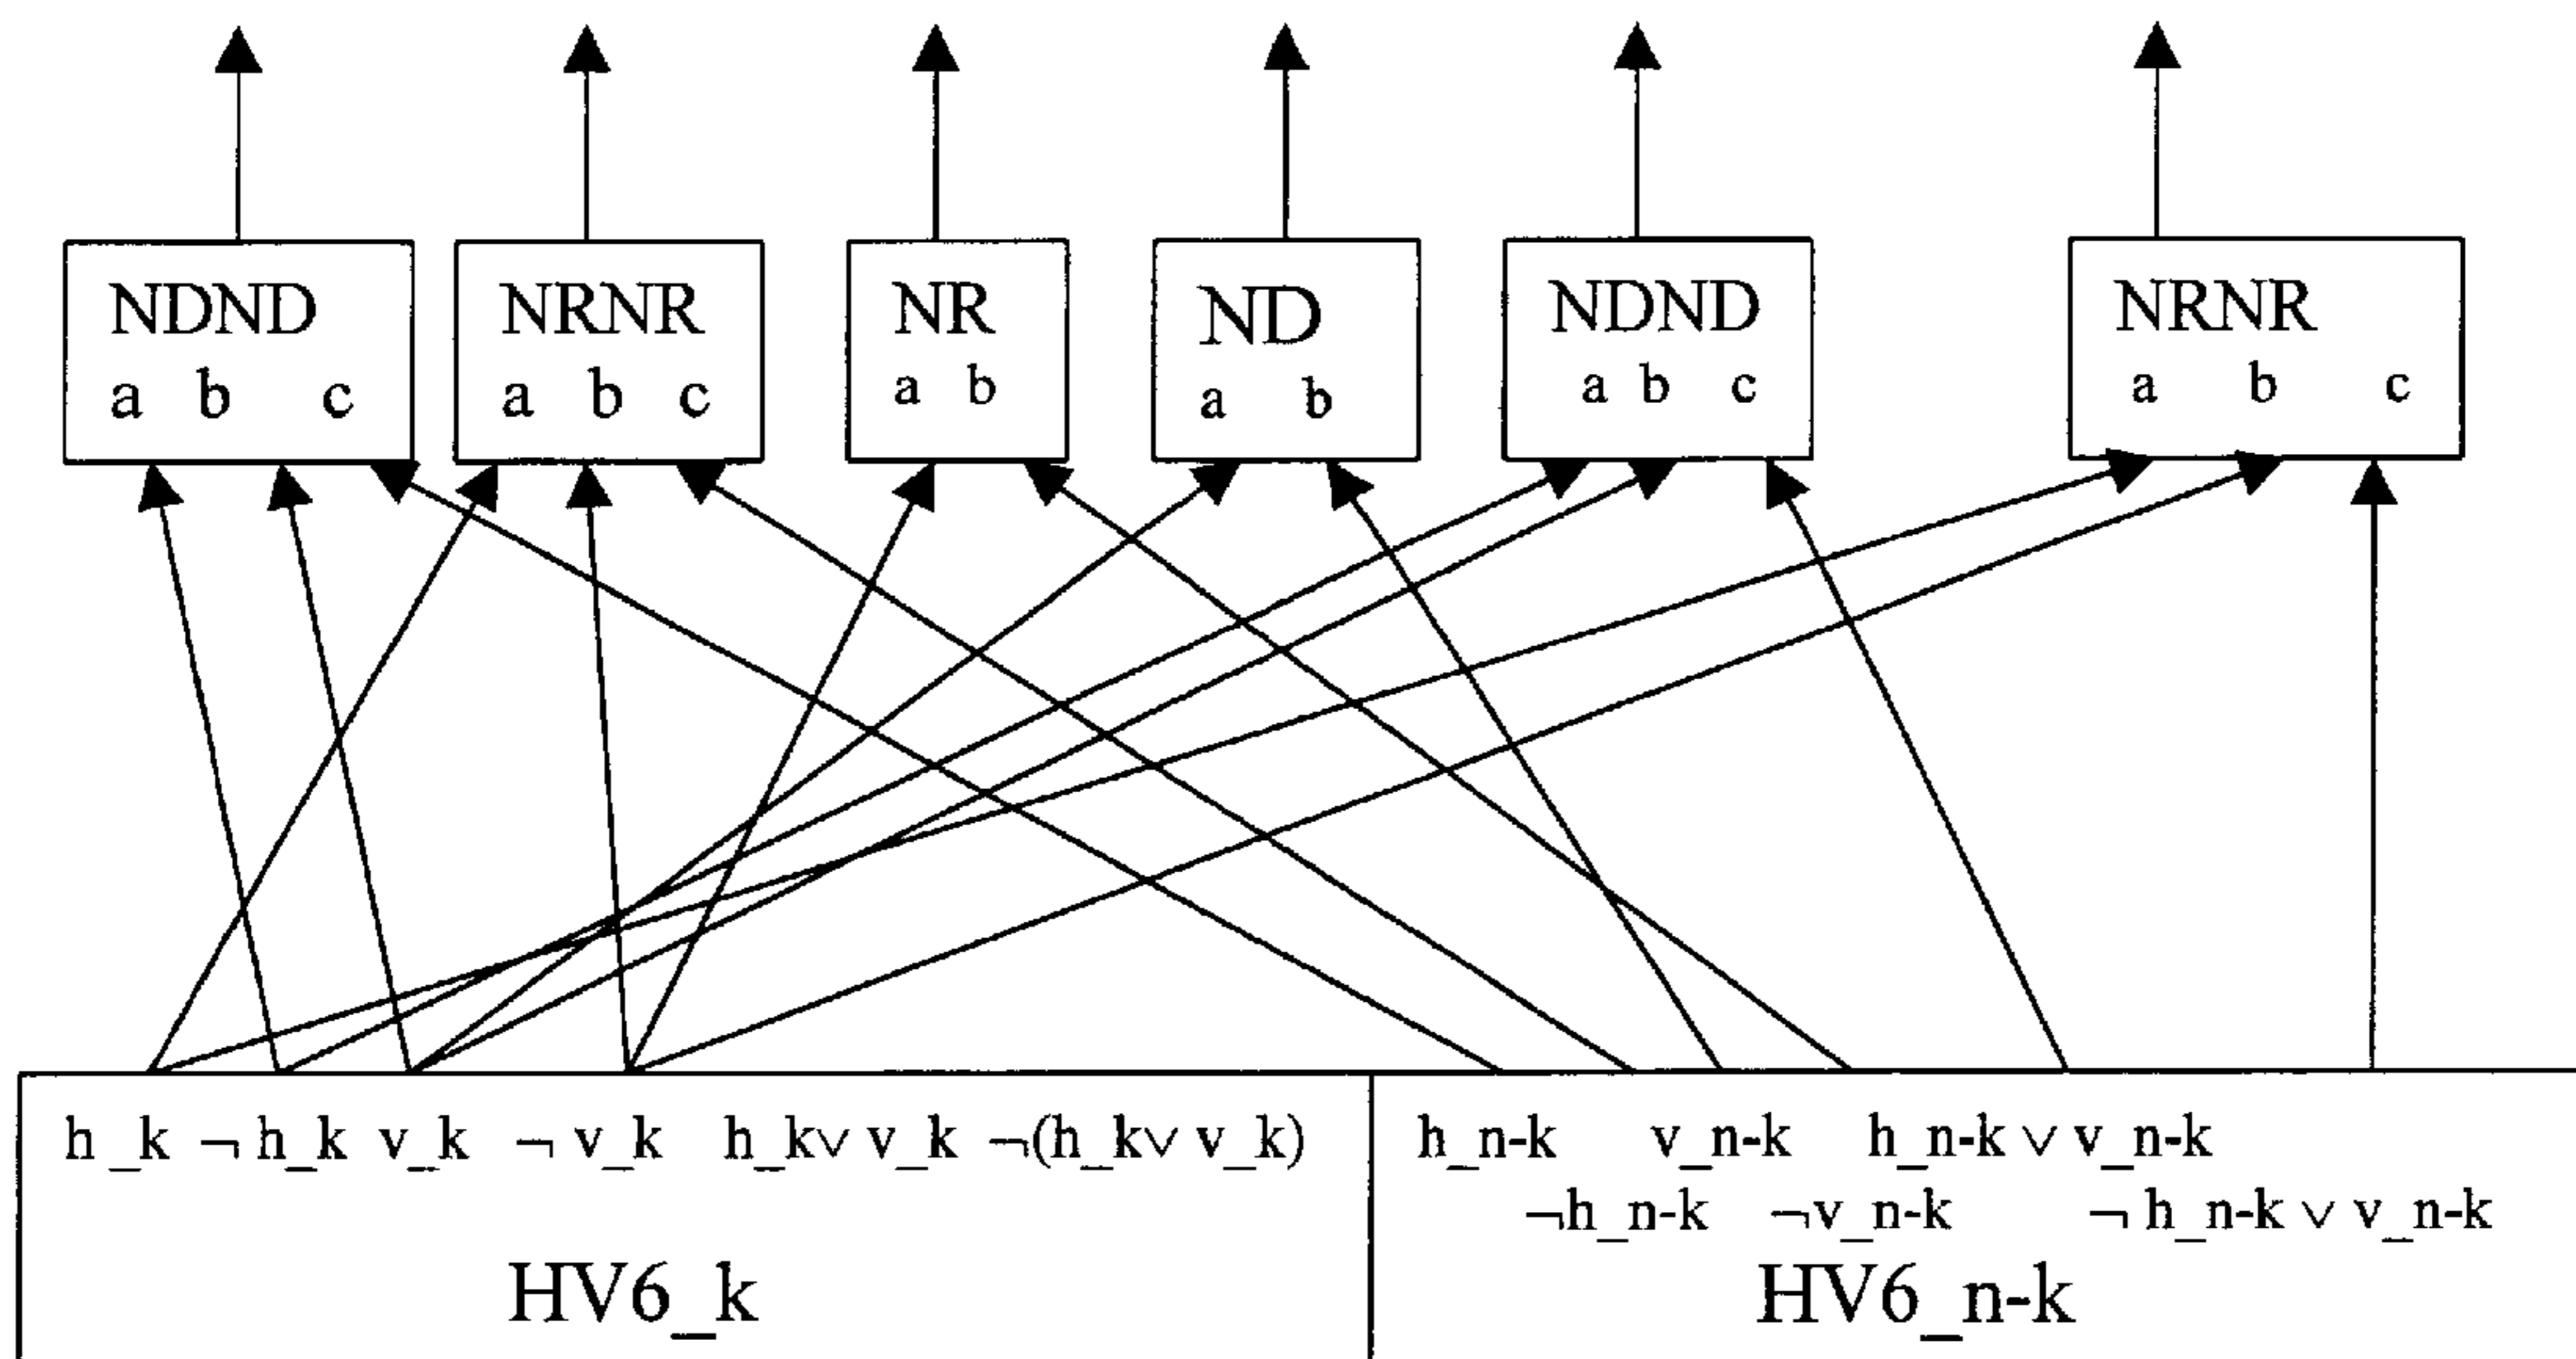 NDND
a b c
NRNR
a b c
NR
a b
ND
a b
NDND
a b c
NRNR
a b c
h_k ¬ h_k v_k ¬ v_k h_k∨ v_k ¬(h_k∨ v_k)
HV6_k
h_n-k v_n-k h_n-k ∨ v_n-k
¬h_n-k ¬v_n-k ¬ h_n-k ∨ v_n-k
HV6_n-k